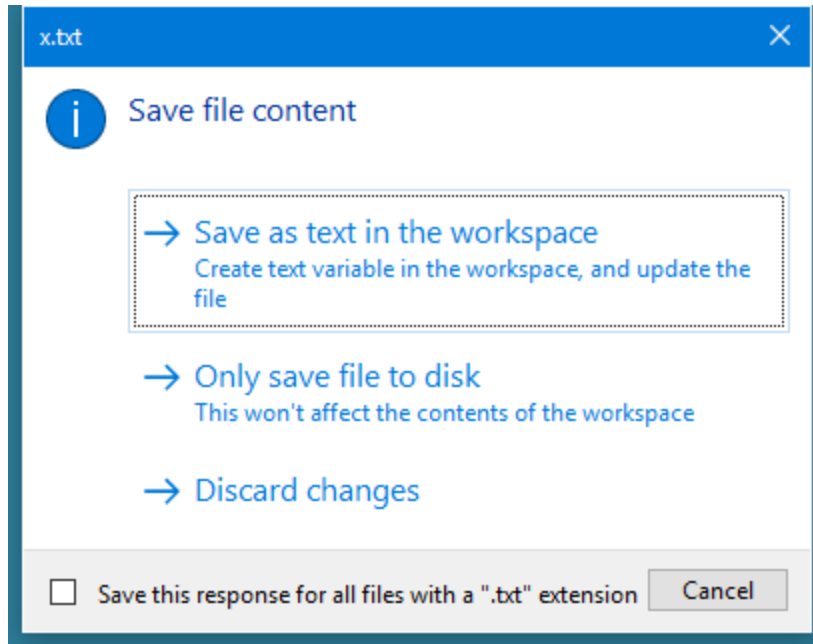 x.txt
Save file content
Save as text in the workspace
Create text variable in the workspace, and update the
file
Only save file to disk
This won't affect the contents of the workspace
Discard changes
Save this response for all files with a ".txt" extension
Cancel